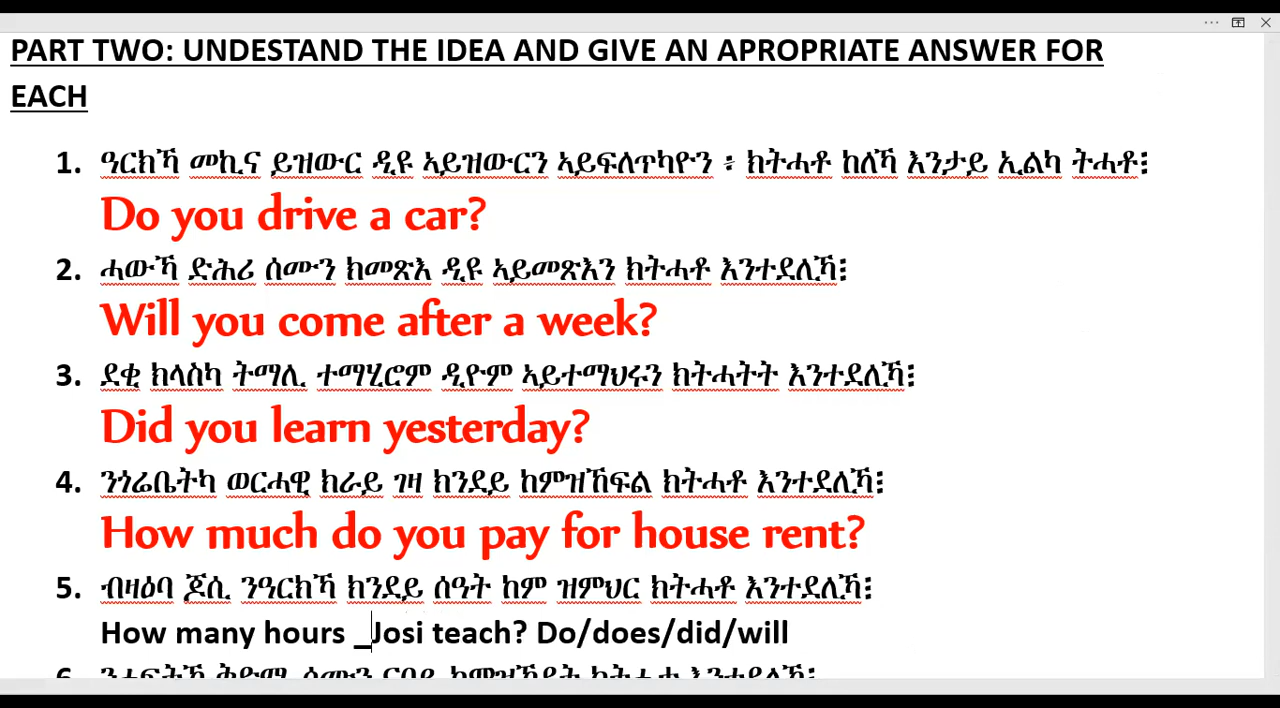 PART TWO: UNDESTAND THE IDEA AND GIVE AN APROPRIATE ANSWER FOR
EACH
1. ዓርክኻ መኪና ይዝውር ዲዩ ኣይዝውርን ኣይፍለጥካዮን ፥ ክትሓቶ ከለኻ እንታይ ኢልካ ትሓቶ፧
Do you drive a car?
2. ሓውኻ ድሕሪ ሰሙን ክመጽእ ዲዩ ኣይመጽእን ክትሓቶ እንተደለኻ፧
Will you come after a week?
3. ደቂ ክላስካ ትማሊ ተማሂሮም ዲዮም ኣይተማህሩን ክትሓትት እንተደለኻ፧
Did you learn yesterday?
4. ንጎሬቤትካ ወርሓዊ ክራይ ገዛ ክንደይ ከምዝኸፍል ክትሓቶ እንተደለኻ፧
How much do you pay for house rent?
5. ብዛዕባ ጆሲ ንዓርክኻ ክንደይ ሰዓት ከም ዝምህር ክትሓቶ እንተደለኻ፧
How many hours _Josi teach? Do/does/did/will